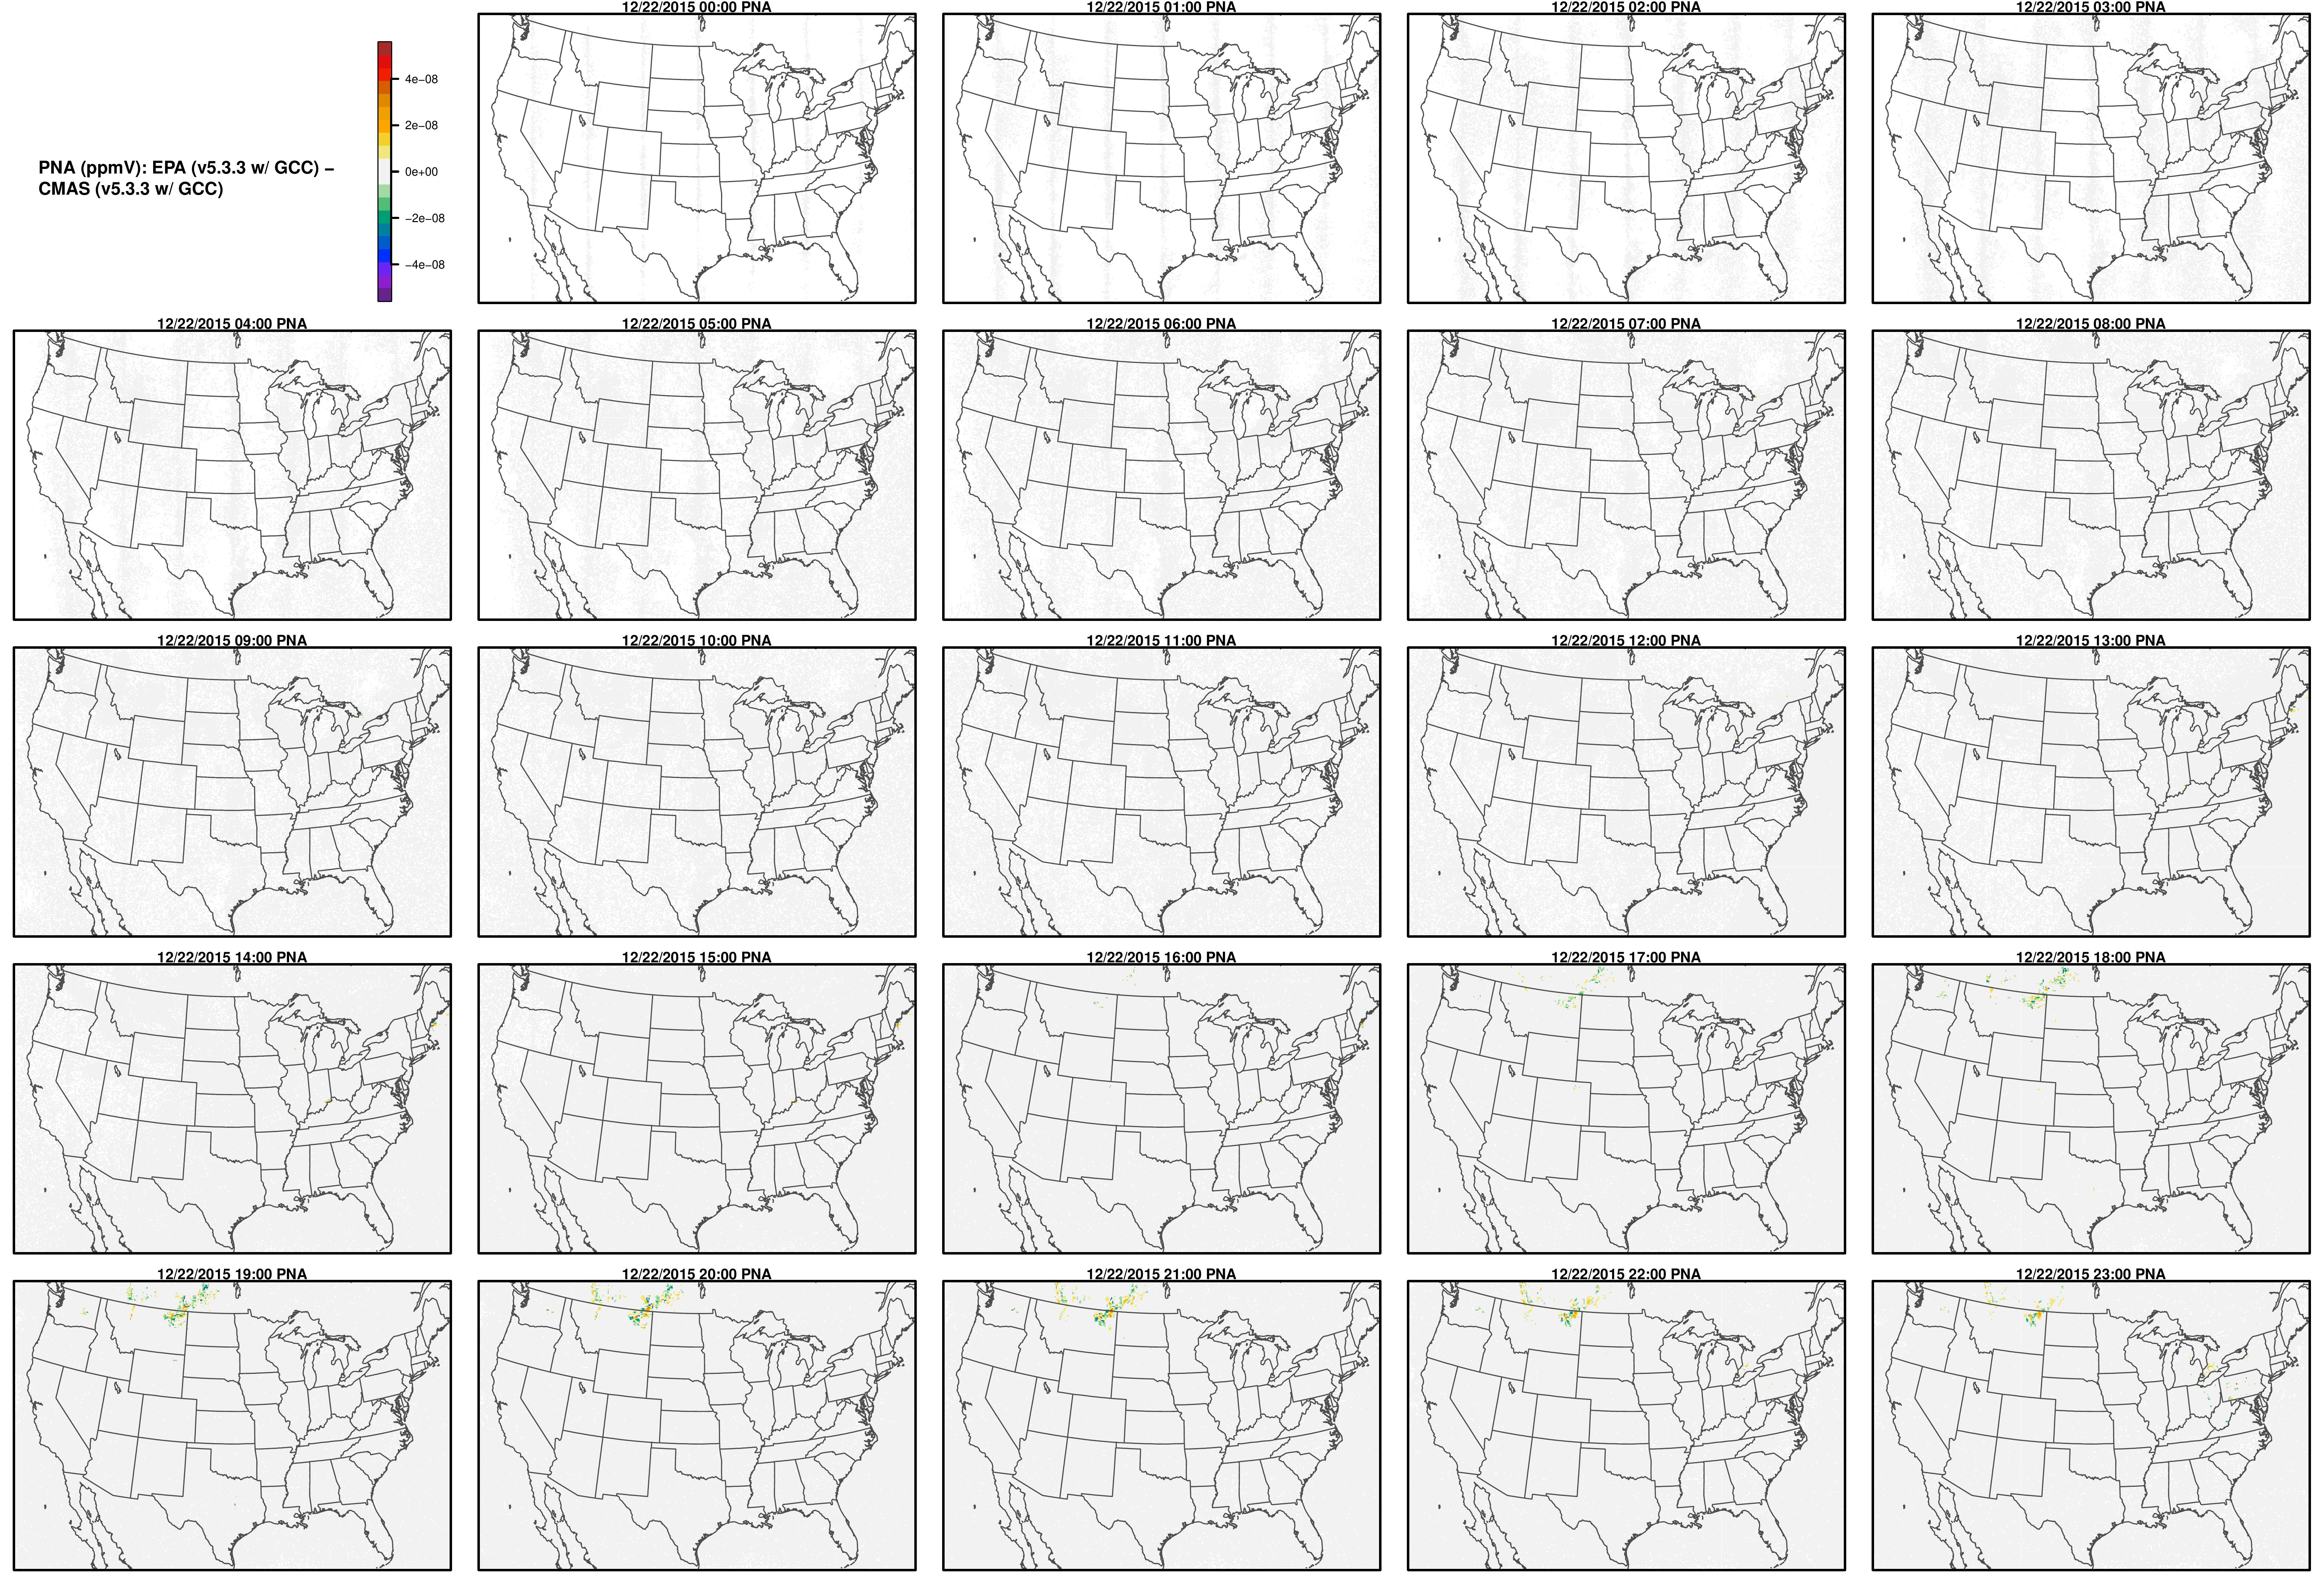 12/22/2015 00:00 PNA
12/22/2015 01:00 PNA
12/22/2015 02:00 PNA
12/22/2015 03:00 PNA
4e−08
2e−08
0e+00
−2e−08
−4e−08
PNA (ppmV): EPA (v5.3.3 w/ GCC) −
CMAS (v5.3.3 w/ GCC)
12/22/2015 04:00 PNA
12/22/2015 05:00 PNA
12/22/2015 06:00 PNA
12/22/2015 07:00 PNA
12/22/2015 08:00 PNA
12/22/2015 09:00 PNA
12/22/2015 10:00 PNA
12/22/2015 11:00 PNA
12/22/2015 12:00 PNA
12/22/2015 13:00 PNA
12/22/2015 14:00 PNA
12/22/2015 15:00 PNA
12/22/2015 16:00 PNA
12/22/2015 17:00 PNA
12/22/2015 18:00 PNA
12/22/2015 19:00 PNA
12/22/2015 20:00 PNA
12/22/2015 21:00 PNA
12/22/2015 22:00 PNA
12/22/2015 23:00 PNA